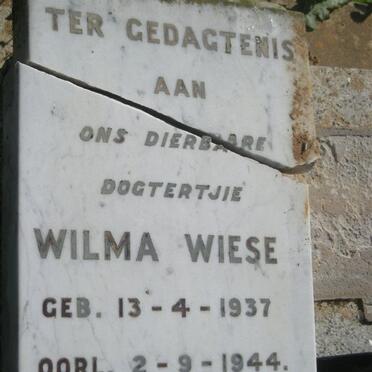 TER GEDAGTENIS
AAN
ONS DIERBARE
DOGTERTJIE
WILMA WIESE
GEB. 13-4-1937
OORL. 2-9-1944.